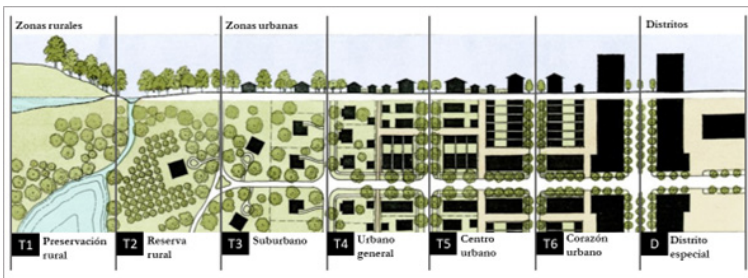 Zonas rurales
Zonas urbanas
Distritos
T1 Preservación
rural
T2 Reserva
rural
T3 Suburbano
T4 Urbano
general
T5 Centro
urbano
T6 Corazón
urbano
D Distrito
especial